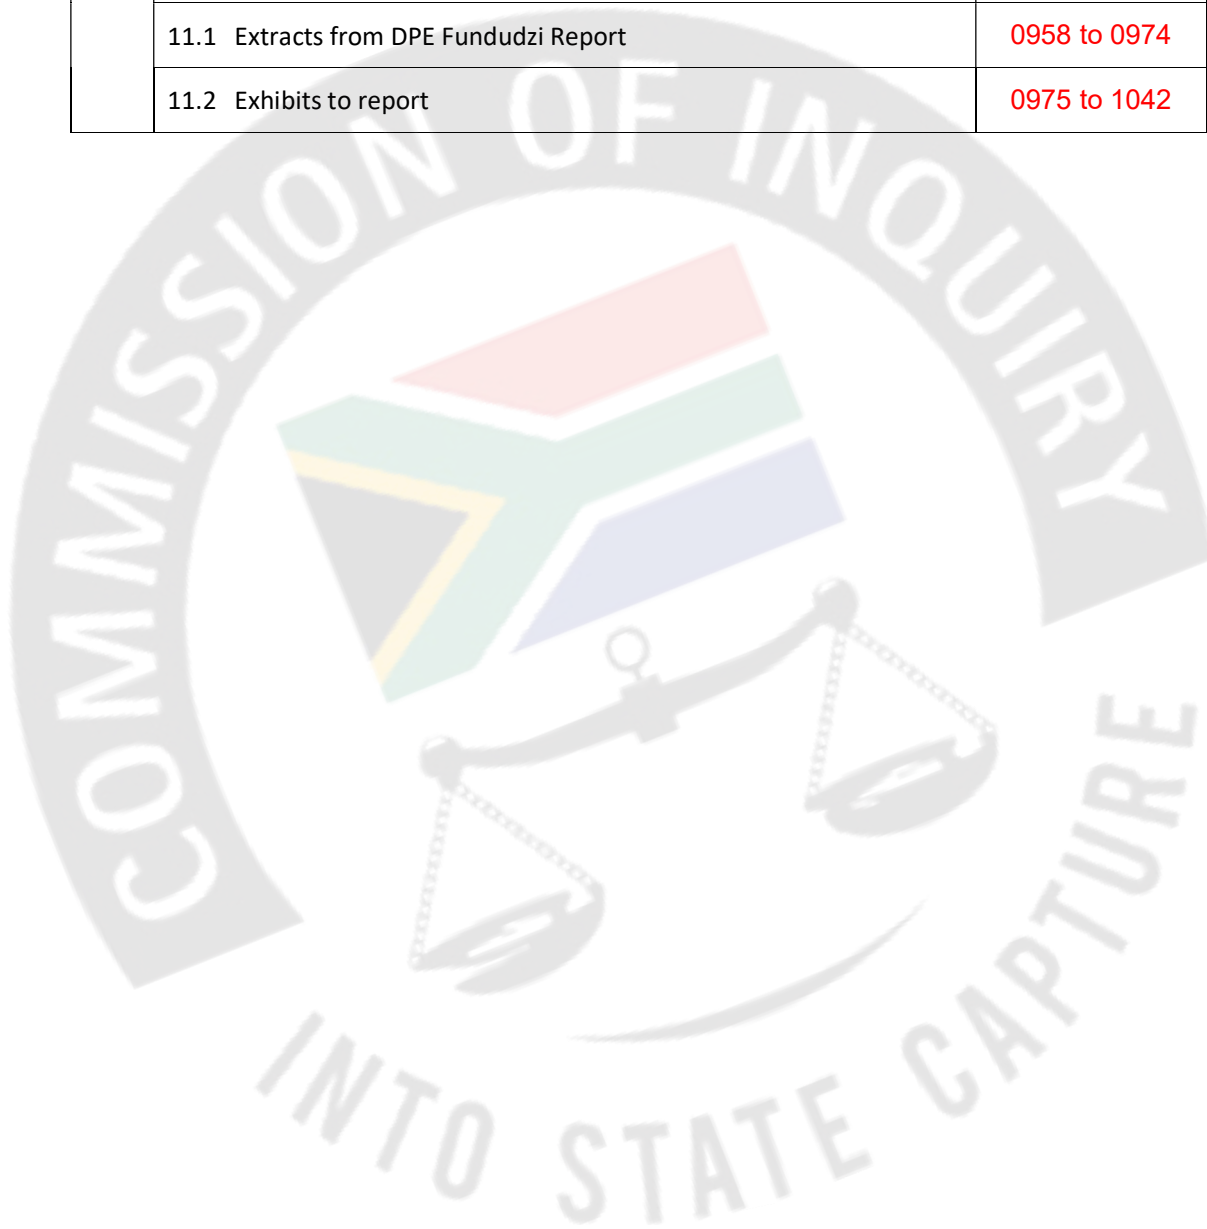 11.1 Extracts from DPE Fundudzi Report 0958 to 0974
11.2 Exhibits to report 0975 to 1042
COMMISSION OF INQUIRY
INTO STATE CAPTURE